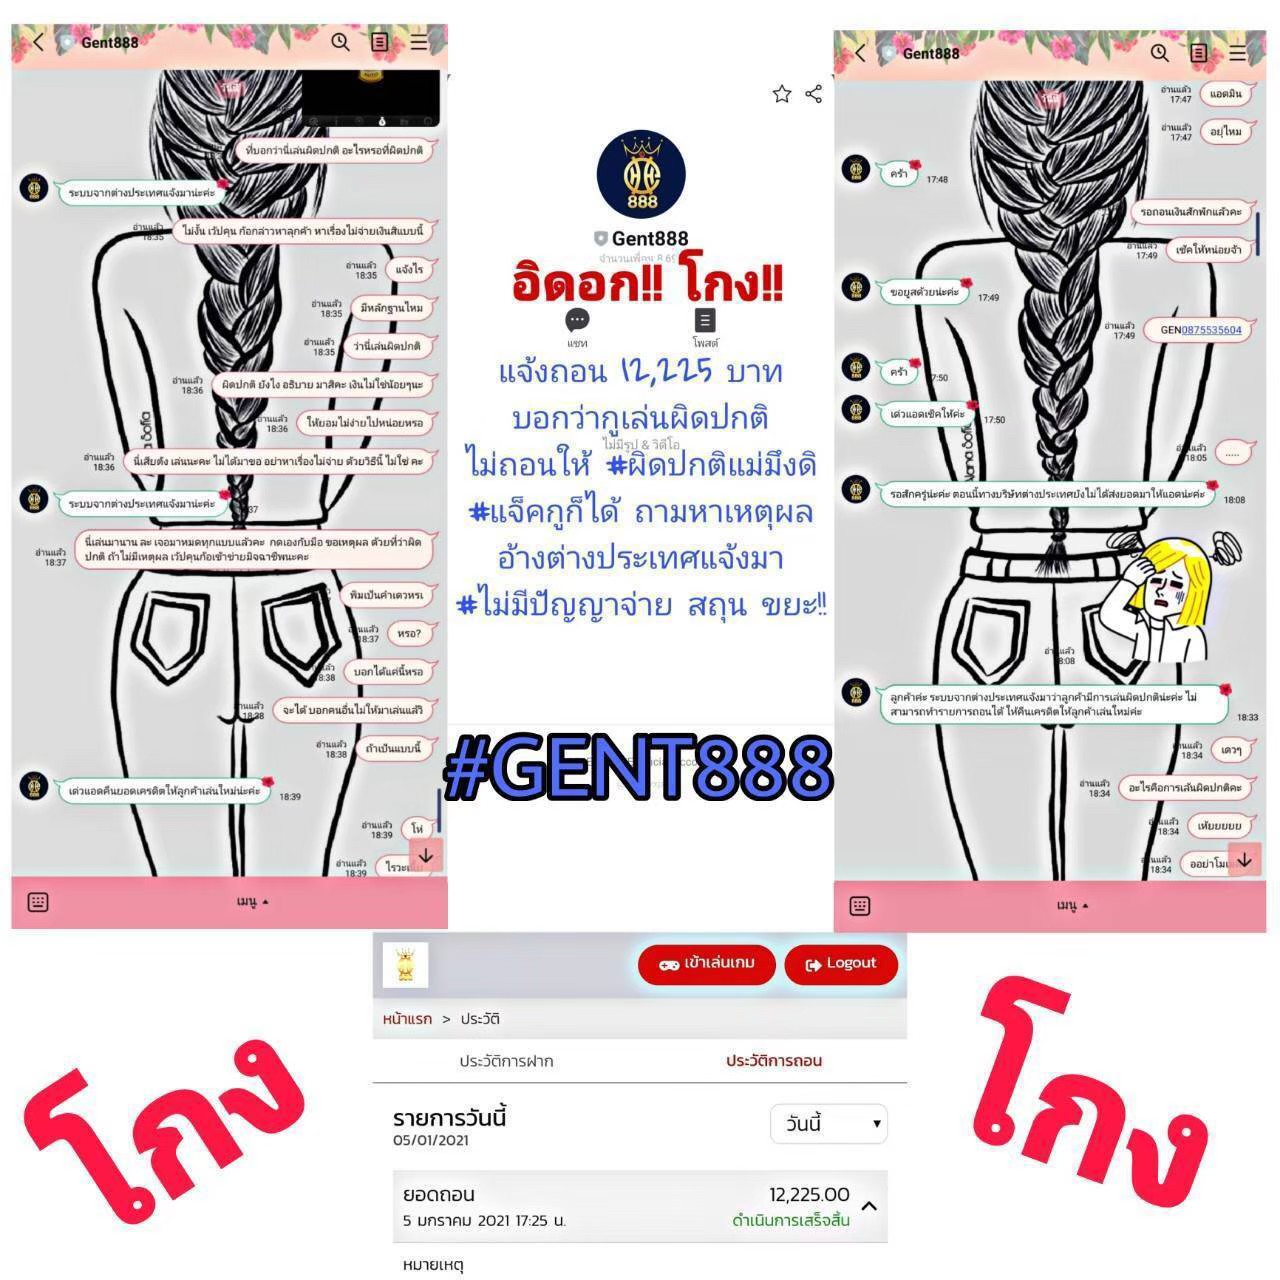 Gent888
วันนี้
ที่บอกว่านี่เล่นผิดปกติ อะไรหรอที่ผิดปกติ
ระบบจากต่างประเทศแจ้งมาน่ะค่ะ
อ่านแล้ว
18:35
ไม่งั้น เว้ปคุน ก้อกล่าวหาลุกค้า หาเรื่องไม่จ่ายเงินสิแบบนี้
อ่านแล้ว
18:35
แจ้งไร
อ่านแล้ว
18:35
มีหลักฐานไหม
อ่านแล้ว
18:35
ว่านี่เล่นผิดปกติ
อ่านแล้ว
18:36
ผิดปกติ ยังไง อธิบาย มาสิคะ เงินไม่ใช่น้อยๆนะ
อ่านแล้ว
18:36
ให้ยอมไม่ง่ายไปหน่อยหรอ
อ่านแล้ว
18:36
นี่เสียตัง เล่นนะคะ ไม่ได้มาขอ อย่าหาเรื่องไม่จ่าย ด้วยวิธีนี้ ไม่ใช่ คะ
ระบบจากต่างประเทศแจ้งมาน่ะค่ะ
อ่านแล้ว
18:37
นี่เล่นมานาน ละ เจอมาหมดทุกแบบแล้วคะ กดเองกับมือ ขอเหตุผล ด้วยที่ว่าผิด
ปกติ ถ้าไม่มีเหตุผล เว้ปคุนก้อเข้าข่ายมิจฉาชีพนะคะ
พิมเป็นคำเดวหรเ
18:37
หรอ?
18:38
บอกได้แค่นี้หรอ
18:38
จะได้ บอกคนอื่นไม่ให้มาเล่นแล้วิ
อ่านแล้ว
18:38
ถ้าเป็นแบบนี้
เด่วแอดคืนยอดเครดิตให้ลูกค้าเล่นใหม่น่ะค่ะ
18:39
อ่านแล้ว
18:39
โห่
อ่านแล้ว
18:39
เมนู
888
Gent888
อิดอก!! โกง!!
แชท
โพสต์
แจ้งถอน 12,225 บาท
บอกว่ากูเล่นผิดปกติ
ไม่มีรูป & วิดีโอ
ไม่ถอนให้ #ผิดปกติแม่มึงดิ
#แจ็คกูก็ได้ ถามหาเหตุผล
อ้างต่างประเทศแจ้งมา
#ไม่มีปัญญาจ่าย สถุน ขยะ!!
#GENT888
Gent888
อ่านแล้ว
17:47
แอดมิน
วันนี้
อ่านแล้ว
17:47
อยุ่ไหม
คร้า
17:48
รอถอนเงินสักพักแล้วคะ
อ่านแล้ว
17:49
เช้คให้หน่อยจ้า
ขอยูสด้วยน่ะค่ะ
17:49
อ่านแล้ว
17:49
GEN0875535604
คร้า
17:50
เด่วแอดเช็คให้ค่ะ
17:50
อ่านแล้ว
18:05
.....
รอสักครู่น่ะค่ะ ตอนนี้ทางบริษัทต่างประเทศยังไม่ได้ส่งยอดมาให้แอดน่ะค่ะ
18:08
18:08
ลูกค้าค่ะ ระบบจากต่างประเทศแจ้งมาว่าลูกค้ามีการเล่นผิดปกติน่ะค่ะ ไม่
สามารถทำรายการถอนได้ ให้คืนเครดิตให้ลูกค้าเล่นใหม่ค่ะ
18:33
18:34
เดวๆ
อ่านแล้ว
18:34
อะไรคือการเล้นผิดปกติคะ
18:34
เห้ยยยยย
18:34
เมนู
เข้าเล่นเกม
Logout
หน้าแรก > ประวัติ
ประวัติการฝาก
ประวัติการถอน
รายการวันนี้
05/01/2021
วันนี้
ยอดถอน
12,225.00
5 มกราคม 2021 17:25 น.
ดำเนินการเสร็จสิ้น
หมายเหตุ
โกง
โกง